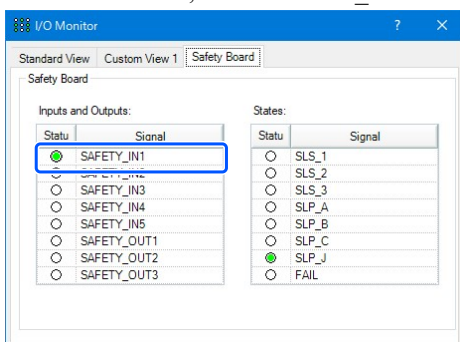 I/O Monitor ? ×
Standard View Custom View 1 Safety Board
Safety Board
Inputs and Outputs: States:
Statu Signal Statu Signal
SAFETY_IN1 SLS_1
SLS_2
SAFETY_IN3 SLS_3
SAFETY_IN4 SLP_A
SAFETY_IN5 SLP_B
SAFETY_OUT1 SLP_C
SAFETY_OUT2 SLP_J
SAFETY_OUT3 FAIL